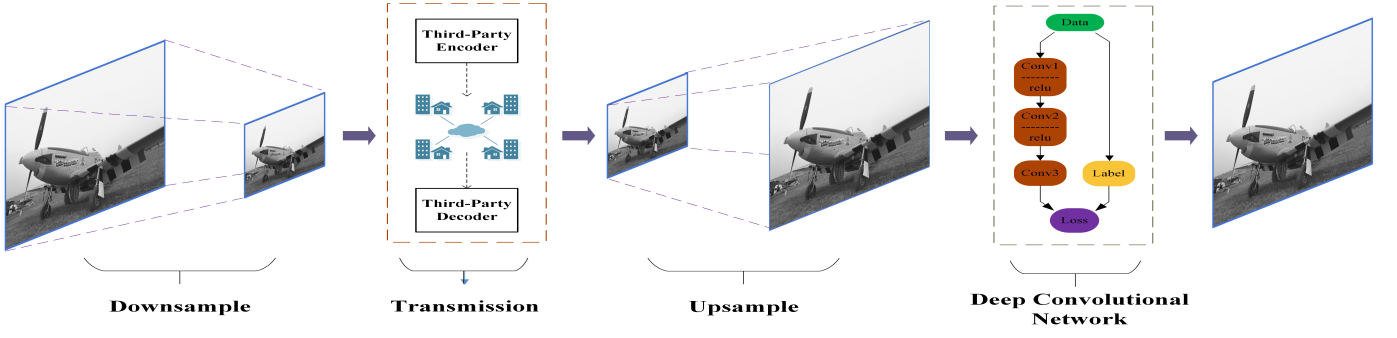 Third-Party
Encoder
Third-Party
Decoder
Data
Conv1
--------
relu
Conv2
--------
relu
Conv3
Label
Loss
Downsample
Transmission
Upsample
Deep Convolutional
Network